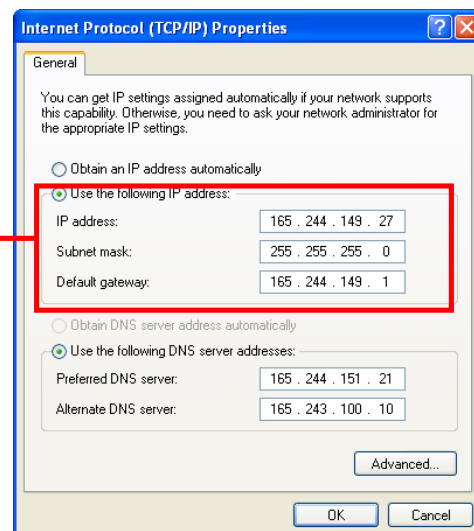 Internet Protocol (TCP/IP) Properties
General
You can get IP settings assigned automatically if your network supports
this capability. Otherwise, you need to ask your network administrator for
the appropriate IP settings.
Obtain an IP address automatically
Use the following IP address:
IP address: 165 . 244 . 149 . 27
Subnet mask: 255 . 255 . 255 . 0
Default gateway: 165 . 244 . 149 . 1
Obtain DNS server address automatically
Use the following DNS server addresses:
Preferred DNS server: 165 . 244 . 151 . 21
Alternate DNS server: 165 . 243 . 100 . 10
Advanced...
OK Cancel